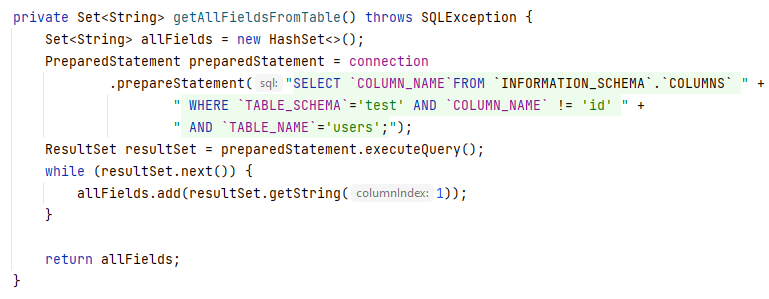 private Set<String> getAllFieldsFromTable() throws SQLException {
    Set<String> allFields = new HashSet<>();
    PreparedStatement preparedStatement = connection
            .prepareStatement( sql: "SELECT `COLUMN_NAME`FROM `INFORMATION_SCHEMA`.`COLUMNS` " +
                    " WHERE `TABLE_SCHEMA`='test' AND `COLUMN_NAME` != 'id' " +
                    " AND `TABLE_NAME`='users';");
    ResultSet resultSet = preparedStatement.executeQuery();
    while (resultSet.next()) {
        allFields.add(resultSet.getString( columnIndex: 1));
    }
    return allFields;
}